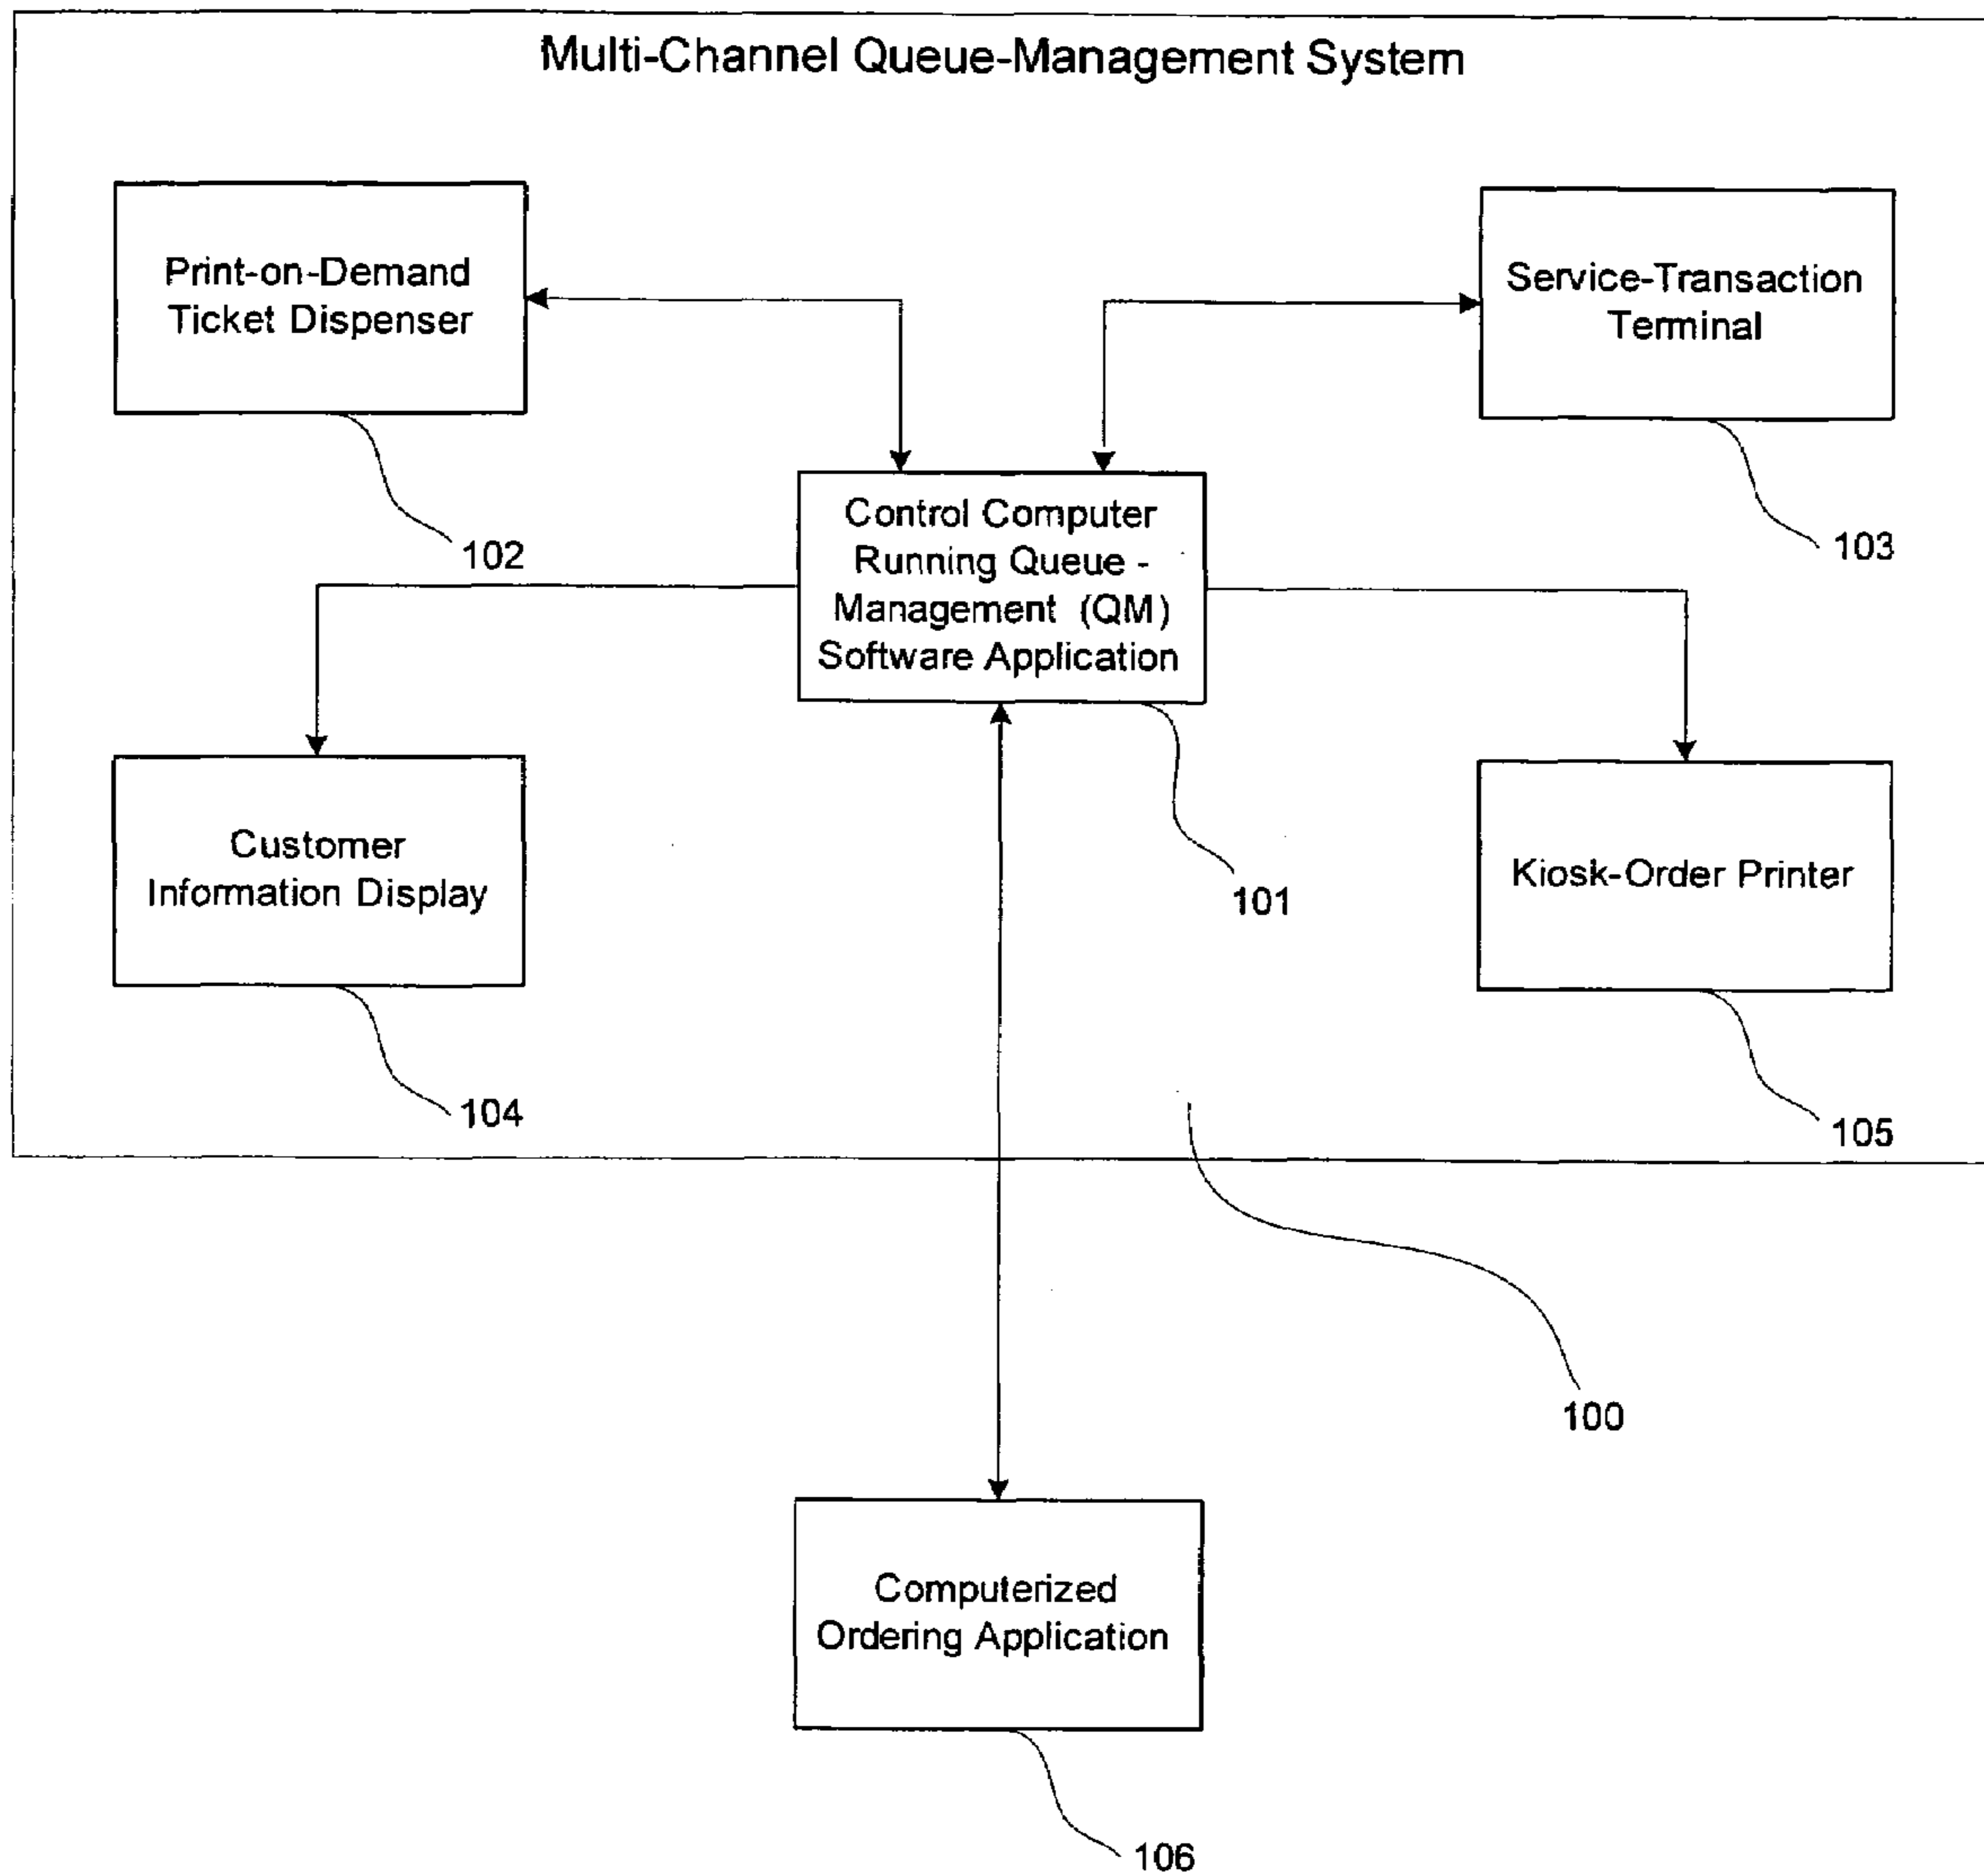 Multi-Channel Queue-Management System
Print-on-Demand
Ticket Dispenser
102
Service-Transaction
Terminal
103
Control Computer
Running Queue -
Management (QM)
Software Application
101
Customer
Information Display
104
Kiosk-Order Printer
105
100
Computerized
Ordering Application
106